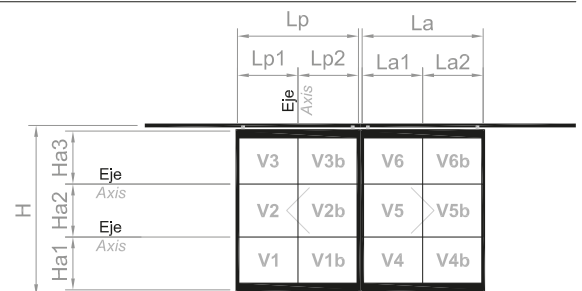 Lp La
Lp1 Lp2 La1 La2
Eje
Axis
H
Ha3
Ha2
Ha1
Eje
Axis
Eje
Axis
V3 V3b V6 V6b
V2 V2b V5 V5b
V1 V1b V4 V4b